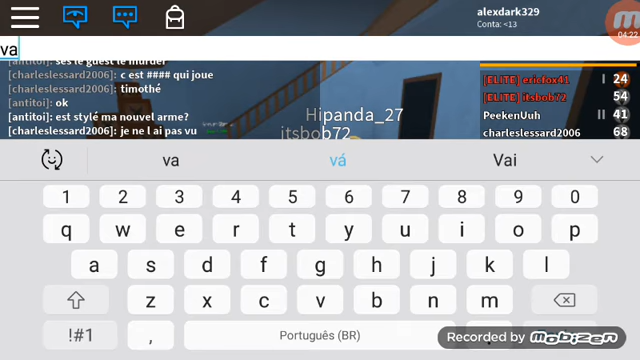 alexdark329
Conta: <13
04:22
va
[antitoi]: ses le guest le murder
[charleslessard2006]: c est #### qui joue
[charleslessard2006]: timothé
[antitoi]: ok
[antitoi]: est stylé ma nouvel arme?
[charleslessard2006]: je ne l ai pas vu
Hipanda_27
itsbob72
[ELITE] ericfox41 I 24
[ELITE] itsbob72 54
PeekenUuh II 41
charleslessard2006 68
va vá Vai
1 2 3 4 5 6 7 8 9 0
q w e r t y u i o p
a s d f g h j k l
z x c v b n m
!#1 , Português (BR)
Recorded by mobizen